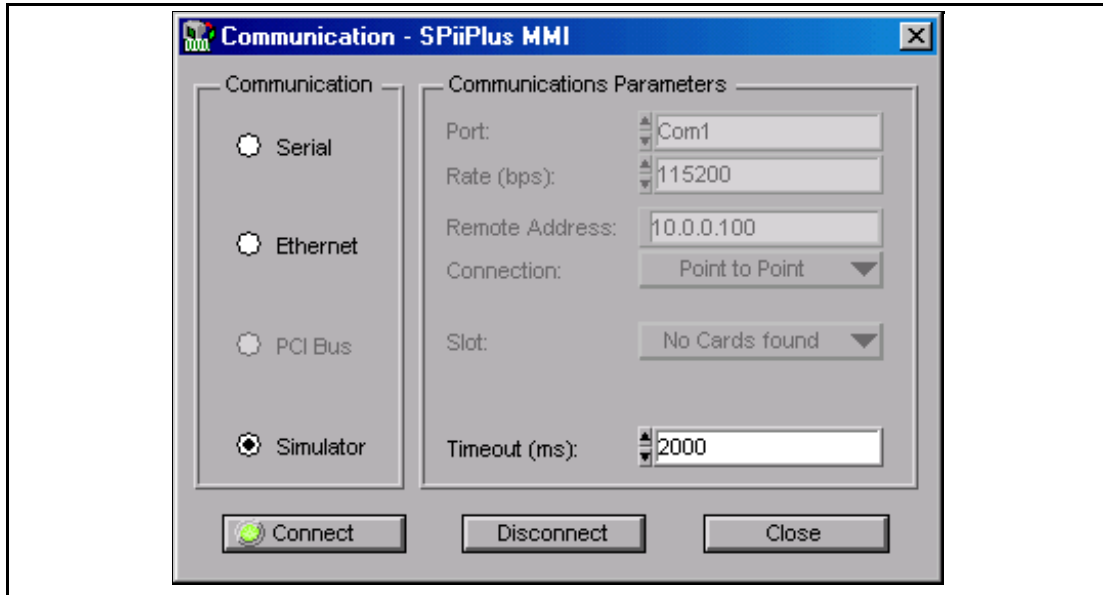 Communication - SPiiPlus MMI
Communication
Serial
Ethernet
PCI Bus
Simulator
Communications Parameters
Port: Com1
Rate (bps): 115200
Remote Address: 10.0.0.100
Connection: Point to Point
Slot: No Cards found
Timeout (ms): 2000
Connect Disconnect Close